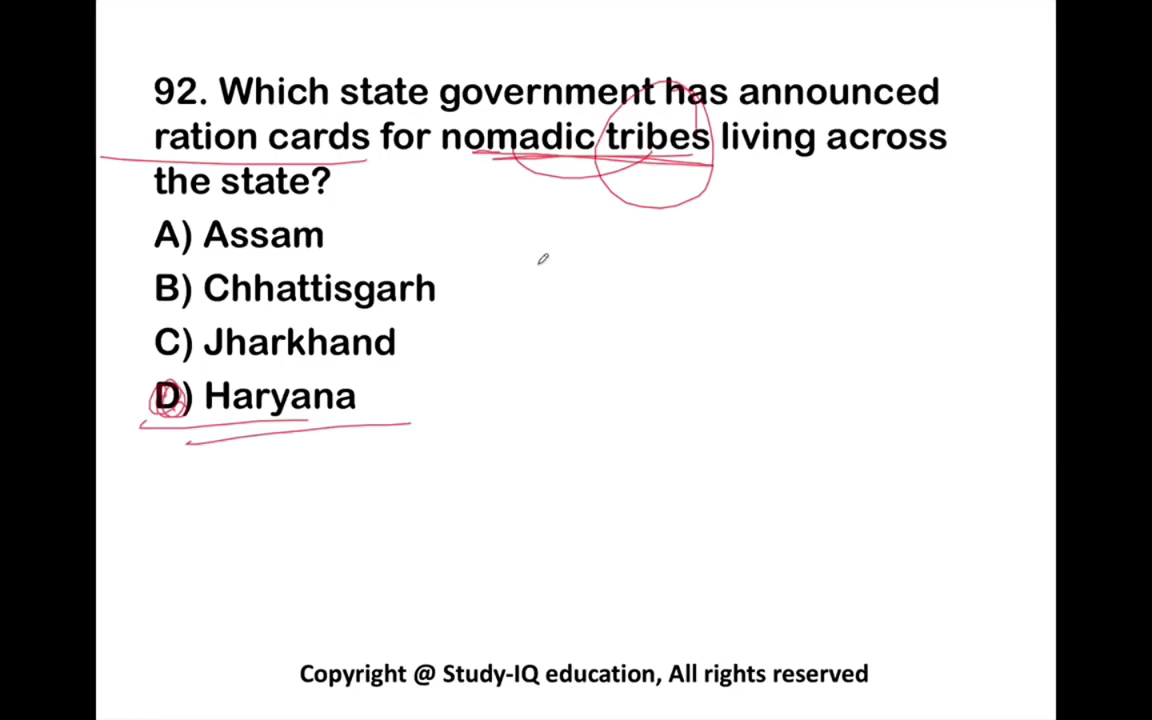 92. Which state government has announced
ration cards for nomadic tribes living across
the state?
A) Assam
B) Chhattisgarh
C) Jharkhand
D) Haryana
Copyright @ Study-IQ education, All rights reserved